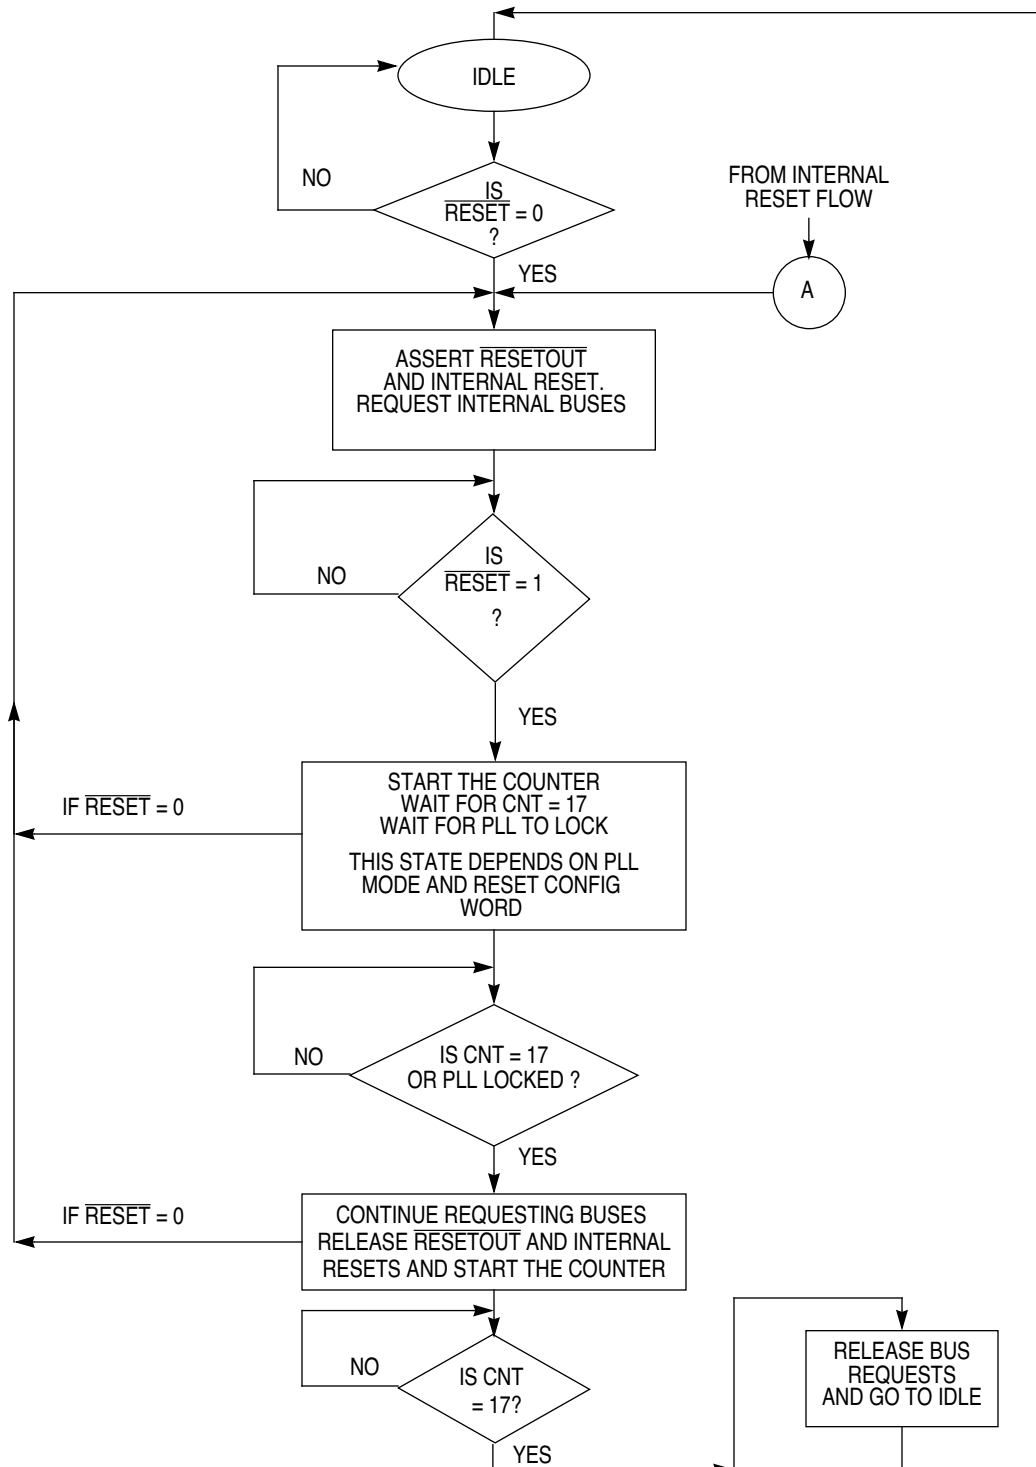 IDLE
NO
IS
RESET = 0
?
YES
FROM INTERNAL
RESET FLOW
A
ASSERT RESETOUT
AND INTERNAL RESET.
REQUEST INTERNAL BUSES
IS
RESET = 1
?
NO
YES
START THE COUNTER
WAIT FOR CNT = 17
WAIT FOR PLL TO LOCK
THIS STATE DEPENDS ON PLL
MODE AND RESET CONFIG
WORD
IF RESET = 0
NO
IS CNT = 17
OR PLL LOCKED ?
YES
IF RESET = 0
CONTINUE REQUESTING BUSES
RELEASE RESETOUT AND INTERNAL
RESETS AND START THE COUNTER
NO
IS CNT
= 17?
YES
RELEASE BUS
REQUESTS
AND GO TO IDLE